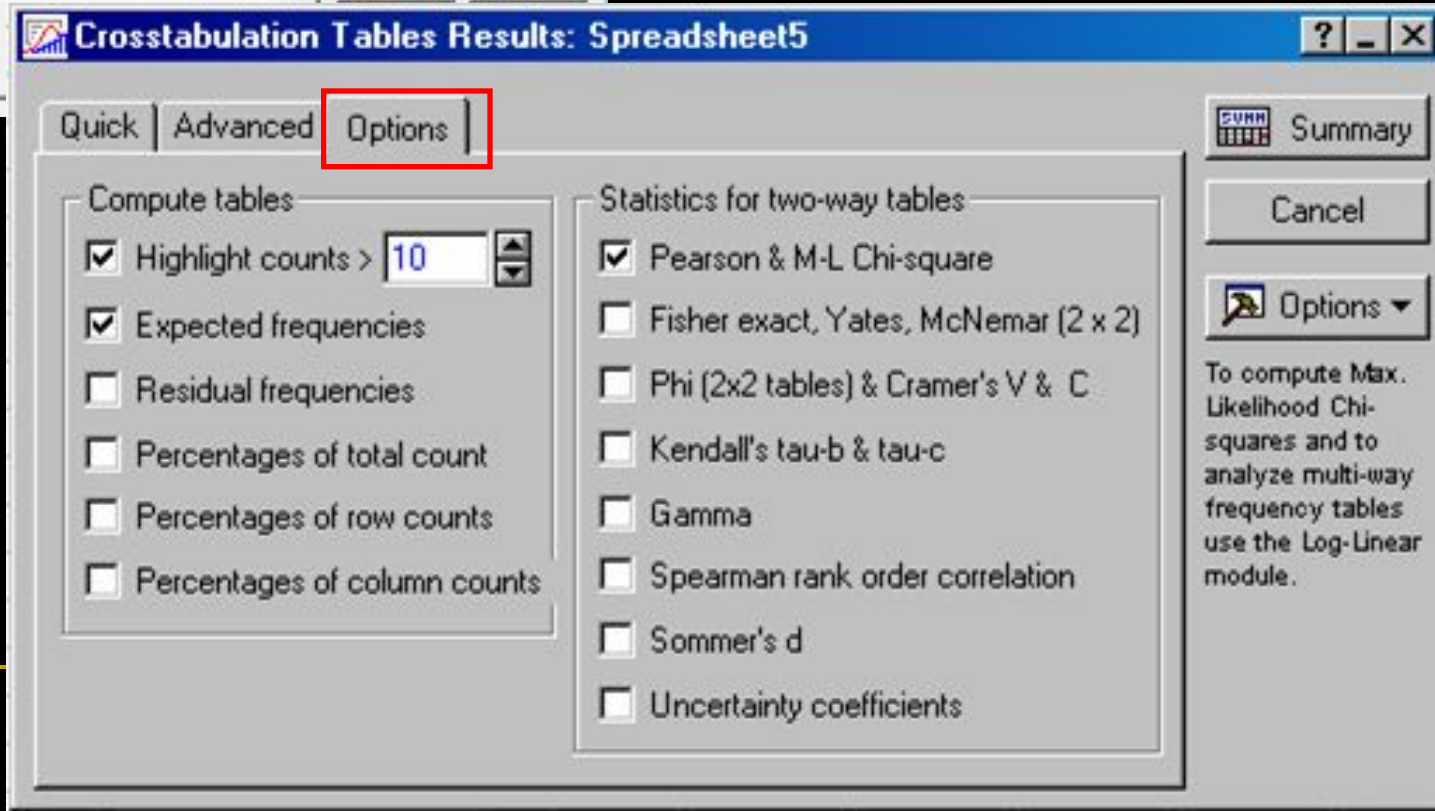 Crosstabulation Tables Results: Spreadsheet5
Quick
Advanced
Options
Compute tables
Highlight counts > 10
Expected frequencies
Residual frequencies
Percentages of total count
Percentages of row counts
Percentages of column counts
Statistics for two-way tables
Pearson & M-L Chi-square
Fisher exact, Yates, McNemar (2 x 2)
Phi (2x2 tables) & Cramer's V & C
Kendall's tau-b & tau-c
Gamma
Spearman rank order correlation
Sommer's d
Uncertainty coefficients
SUMM
Summary
Cancel
Options
To compute Max.
Likelihood Chi-
squares and to
analyze multi-way
frequency tables
use the Log-Linear
module.